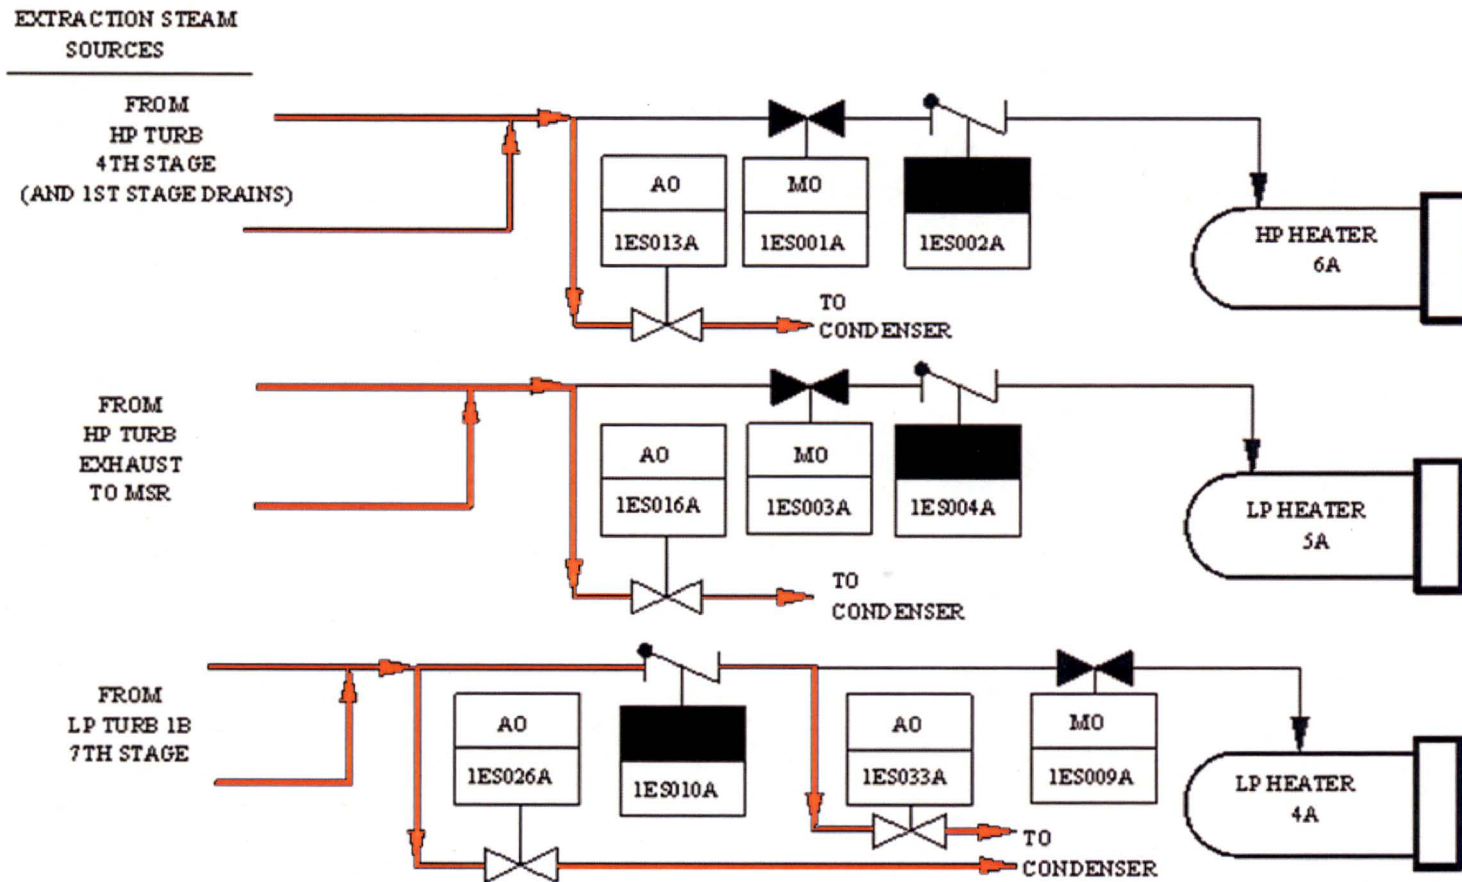 EXTRACTION STEAM
SOURCES
FROM
HP TURB
4TH STAGE
(AND 1ST STAGE DRAINS)
AO
1ES013A
MO
1ES001A
1ES002A
HP HEATER
6A
TO
CONDENSER
FROM
HP TURB
EXHAUST
TO MSR
AO
1ES016A
MO
1ES003A
1ES004A
LP HEATER
5A
TO
CONDENSER
FROM
LP TURB 1B
7TH STAGE
AO
1ES026A
1ES010A
AO
1ES033A
MO
1ES009A
LP HEATER
4A
TO
CONDENSER